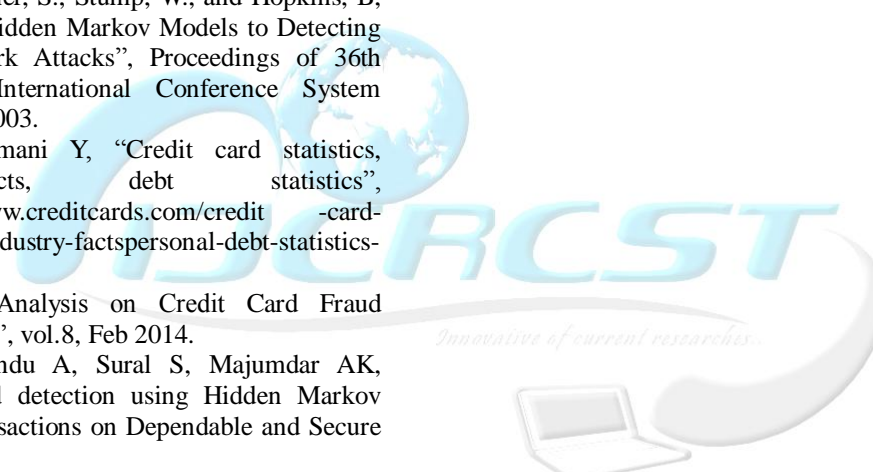 er, S., Stump, W., and Hopkins, B,
idden Markov Models to Detecting
rk Attacks”, Proceedings of 36th
International Conference System
003.
mani Y, “Credit card statistics,
cts, debt statistics”,
w.creditcards.com/credit -card-
dustry-factspersonal-debt-statistics-
Analysis on Credit Card Fraud
”, vol.8, Feb 2014.
ndu A, Sural S, Majumdar AK,
d detection using Hidden Markov
sactions on Dependable and Secure
IJCRCST
Innovative of current researches...